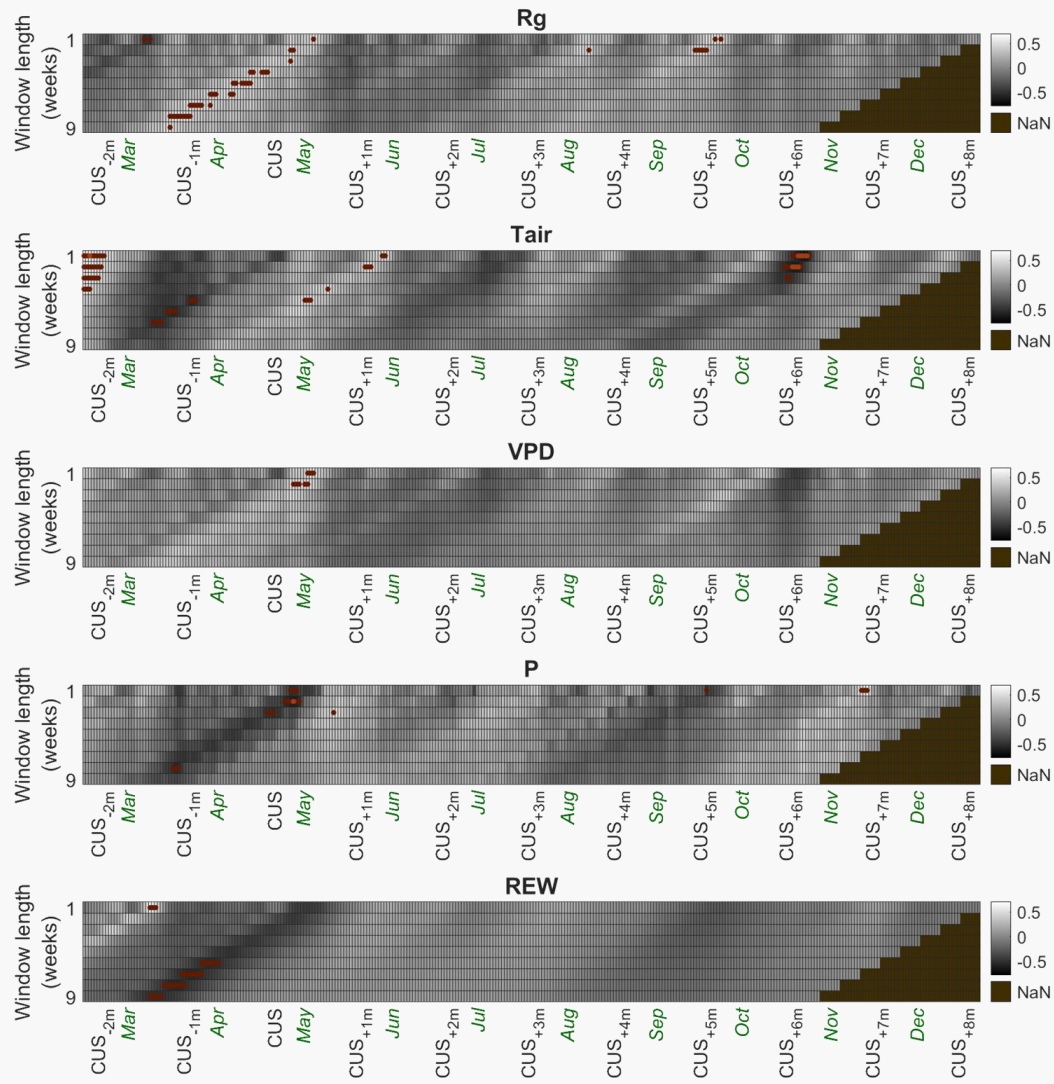 Rg
Window length
(weeks)
1
9
0.5
0
-0.5
NaN
CUS-2m Mar CUS-1m Apr CUS May CUS+1m Jun CUS+2m Jul CUS+3m Aug CUS+4m Sep CUS+5m Oct CUS+6m Nov CUS+7m Dec CUS+8m
Tair
Window length
(weeks)
1
9
0.5
0
-0.5
NaN
CUS-2m Mar CUS-1m Apr CUS May CUS+1m Jun CUS+2m Jul CUS+3m Aug CUS+4m Sep CUS+5m Oct CUS+6m Nov CUS+7m Dec CUS+8m
VPD
Window length
(weeks)
1
9
0.5
0
-0.5
NaN
CUS-2m Mar CUS-1m Apr CUS May CUS+1m Jun CUS+2m Jul CUS+3m Aug CUS+4m Sep CUS+5m Oct CUS+6m Nov CUS+7m Dec CUS+8m
P
Window length
(weeks)
1
9
0.5
0
-0.5
NaN
CUS-2m Mar CUS-1m Apr CUS May CUS+1m Jun CUS+2m Jul CUS+3m Aug CUS+4m Sep CUS+5m Oct CUS+6m Nov CUS+7m Dec CUS+8m
REW
Window length
(weeks)
1
9
0.5
0
-0.5
NaN
CUS-2m Mar CUS-1m Apr CUS May CUS+1m Jun CUS+2m Jul CUS+3m Aug CUS+4m Sep CUS+5m Oct CUS+6m Nov CUS+7m Dec CUS+8m